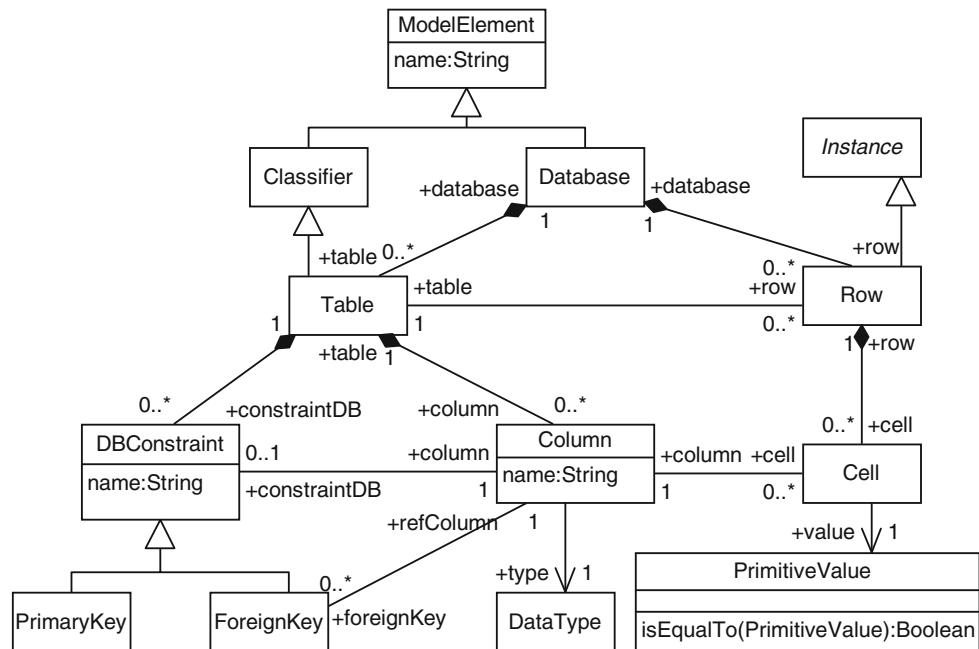 ModelElement
name:String
Classifier
Database
Instance
+database
+database
1
1
0..*
+table
0..*
+row
Table
+table
+row
Row
1
1
0..*
+table
1
1
+row
0..*
+constraintDB
+column
0..*
0..*
+cell
DBConstraint
name:String
0..1
+column
+constraintDB
1
Column
name:String
+column
+cell
1
0..*
Cell
+refColumn
1
+value
1
0..*
+foreignKey
+type
1
PrimaryKey
ForeignKey
DataType
PrimitiveValue
isEqualTo(PrimitiveValue):Boolean